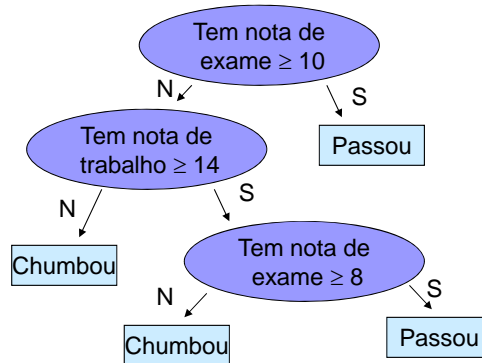 Tem nota de
exame ≥ 10
N
S
Tem nota de
trabalho ≥ 14
Passou
N
S
Chumbou
Tem nota de
exame ≥ 8
N
S
Chumbou
Passou